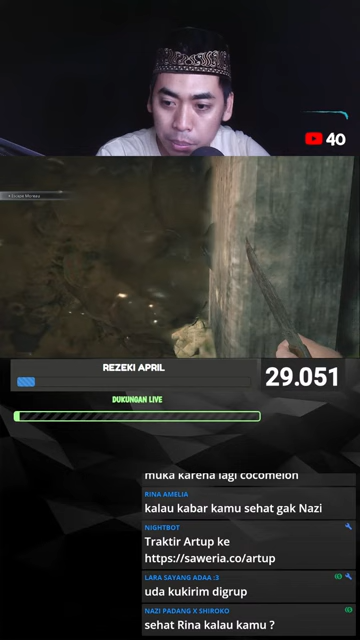 40
Escape Moreau
REZEKI APRIL
29.051
DUKUNGAN LIVE
muka karena lagi cocomelon
RINA AMELIA
kalau kabar kamu sehat gak Nazi
NIGHTBOT
Traktir Artup ke
https://saweria.co/artup
LARA SAYANG ADAA :3
uda kukirim digrup
NAZI PADANG X SHIROKO
sehat Rina kalau kamu ?